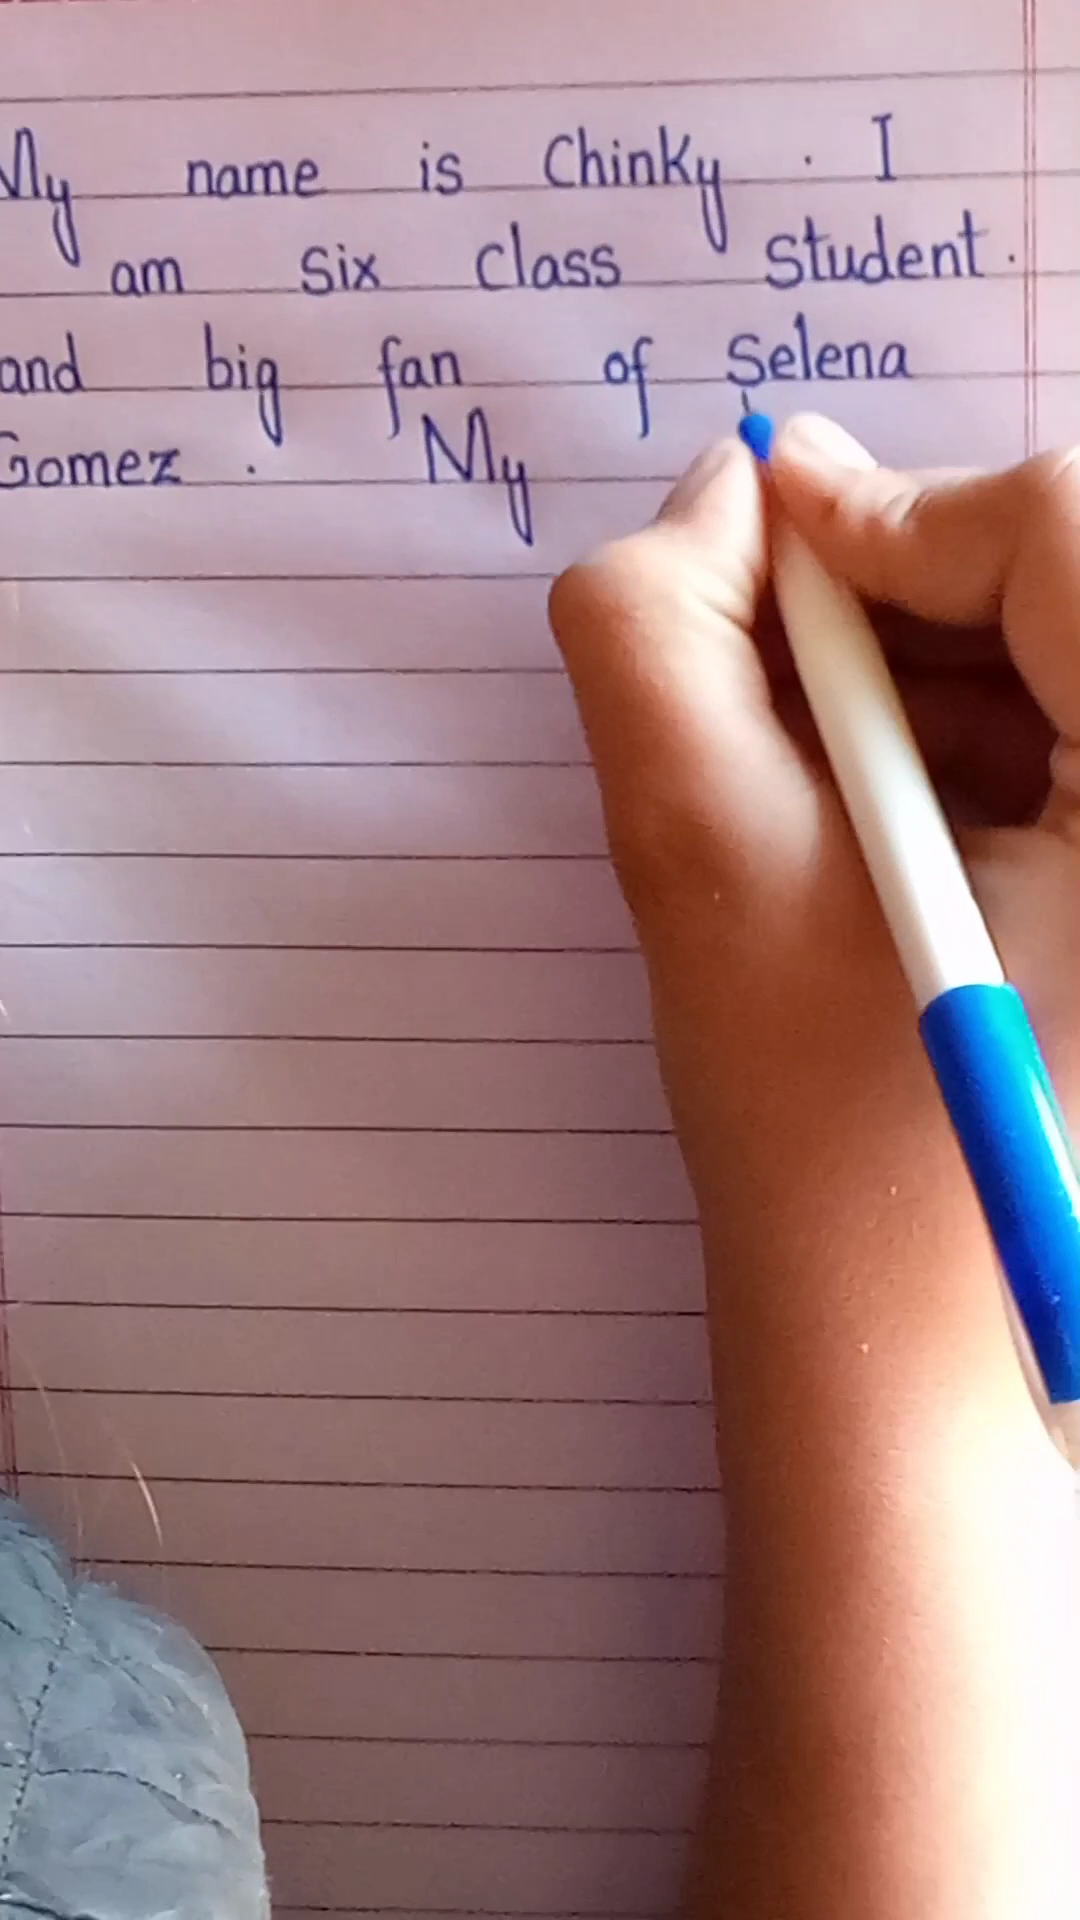 My name is Chinky . I
am six class student .
and big fan of Selena
Gomez . My